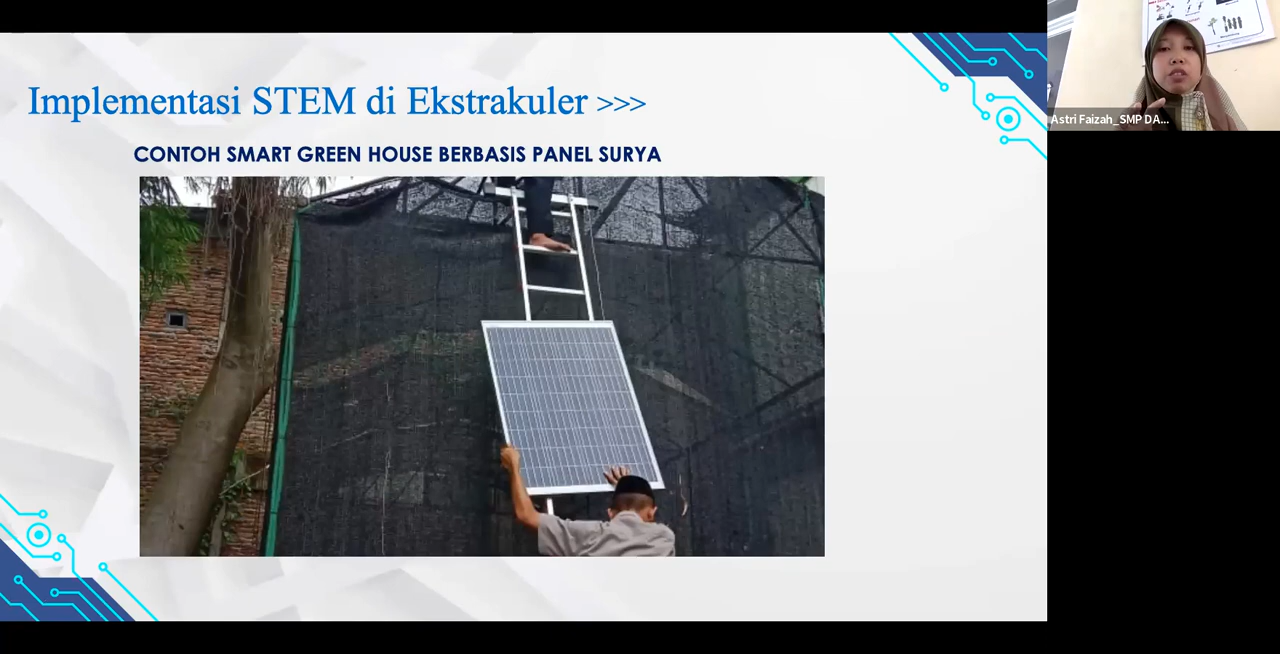 Implementasi STEM di Ekstrakuler >>>
CONTOH SMART GREEN HOUSE BERBASIS PANEL SURYA
Astri Faizah_SMP DA...